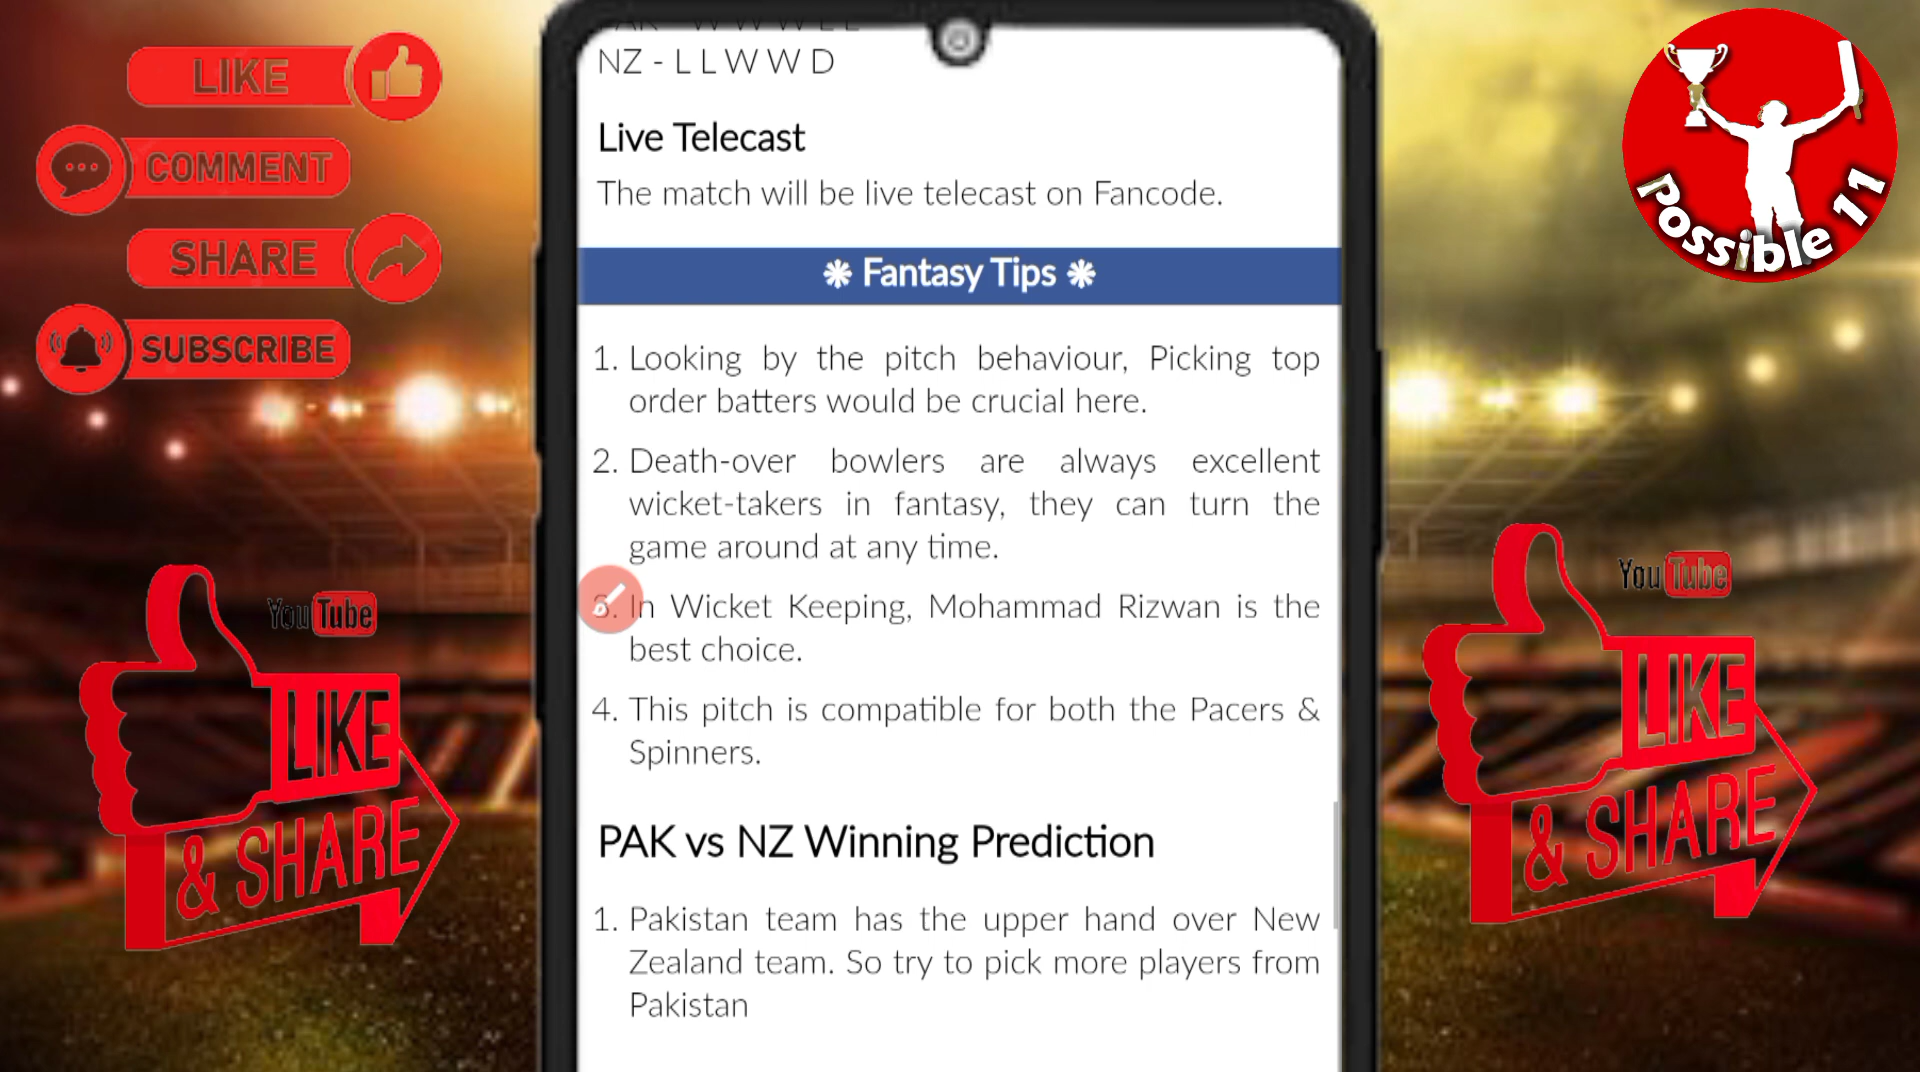 LIKE
COMMENT
SHARE
SUBSCRIBE
YouTube
LIKE
& SHARE
PAK - W W W L L
NZ - L L W W D
Live Telecast
The match will be live telecast on Fancode.
Fantasy Tips
1. Looking by the pitch behaviour, Picking top
order batters would be crucial here.
2. Death-over bowlers are always excellent
wicket-takers in fantasy, they can turn the
game around at any time.
3. In Wicket Keeping, Mohammad Rizwan is the
best choice.
4. This pitch is compatible for both the Pacers &
Spinners.
PAK vs NZ Winning Prediction
1. Pakistan team has the upper hand over New
Zealand team. So try to pick more players from
Pakistan
Possible 11
YouTube
LIKE
& SHARE